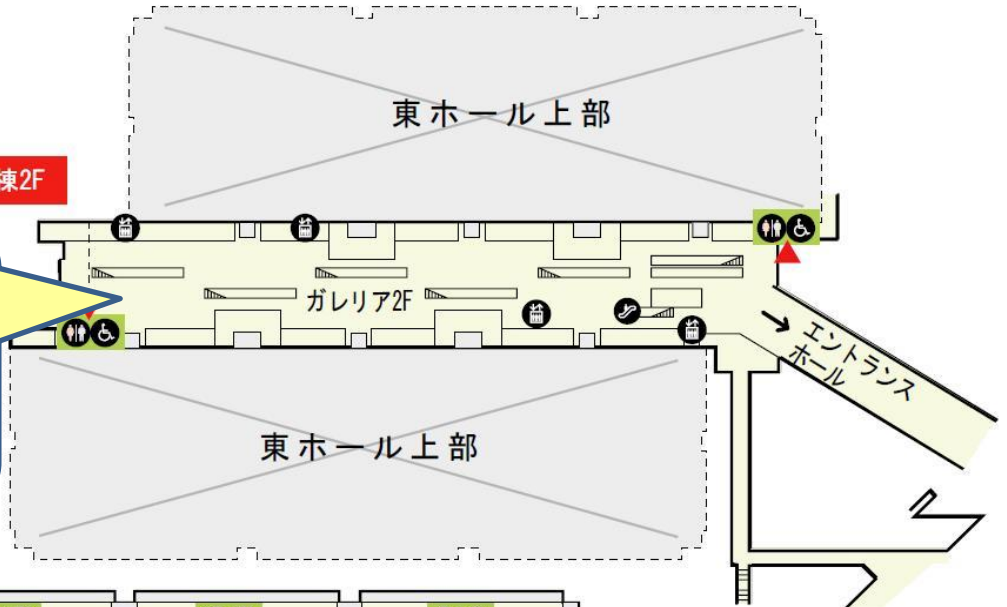 東ホール上部
棟2F
ガレリア2F
エントランス
ホール
東ホール上部